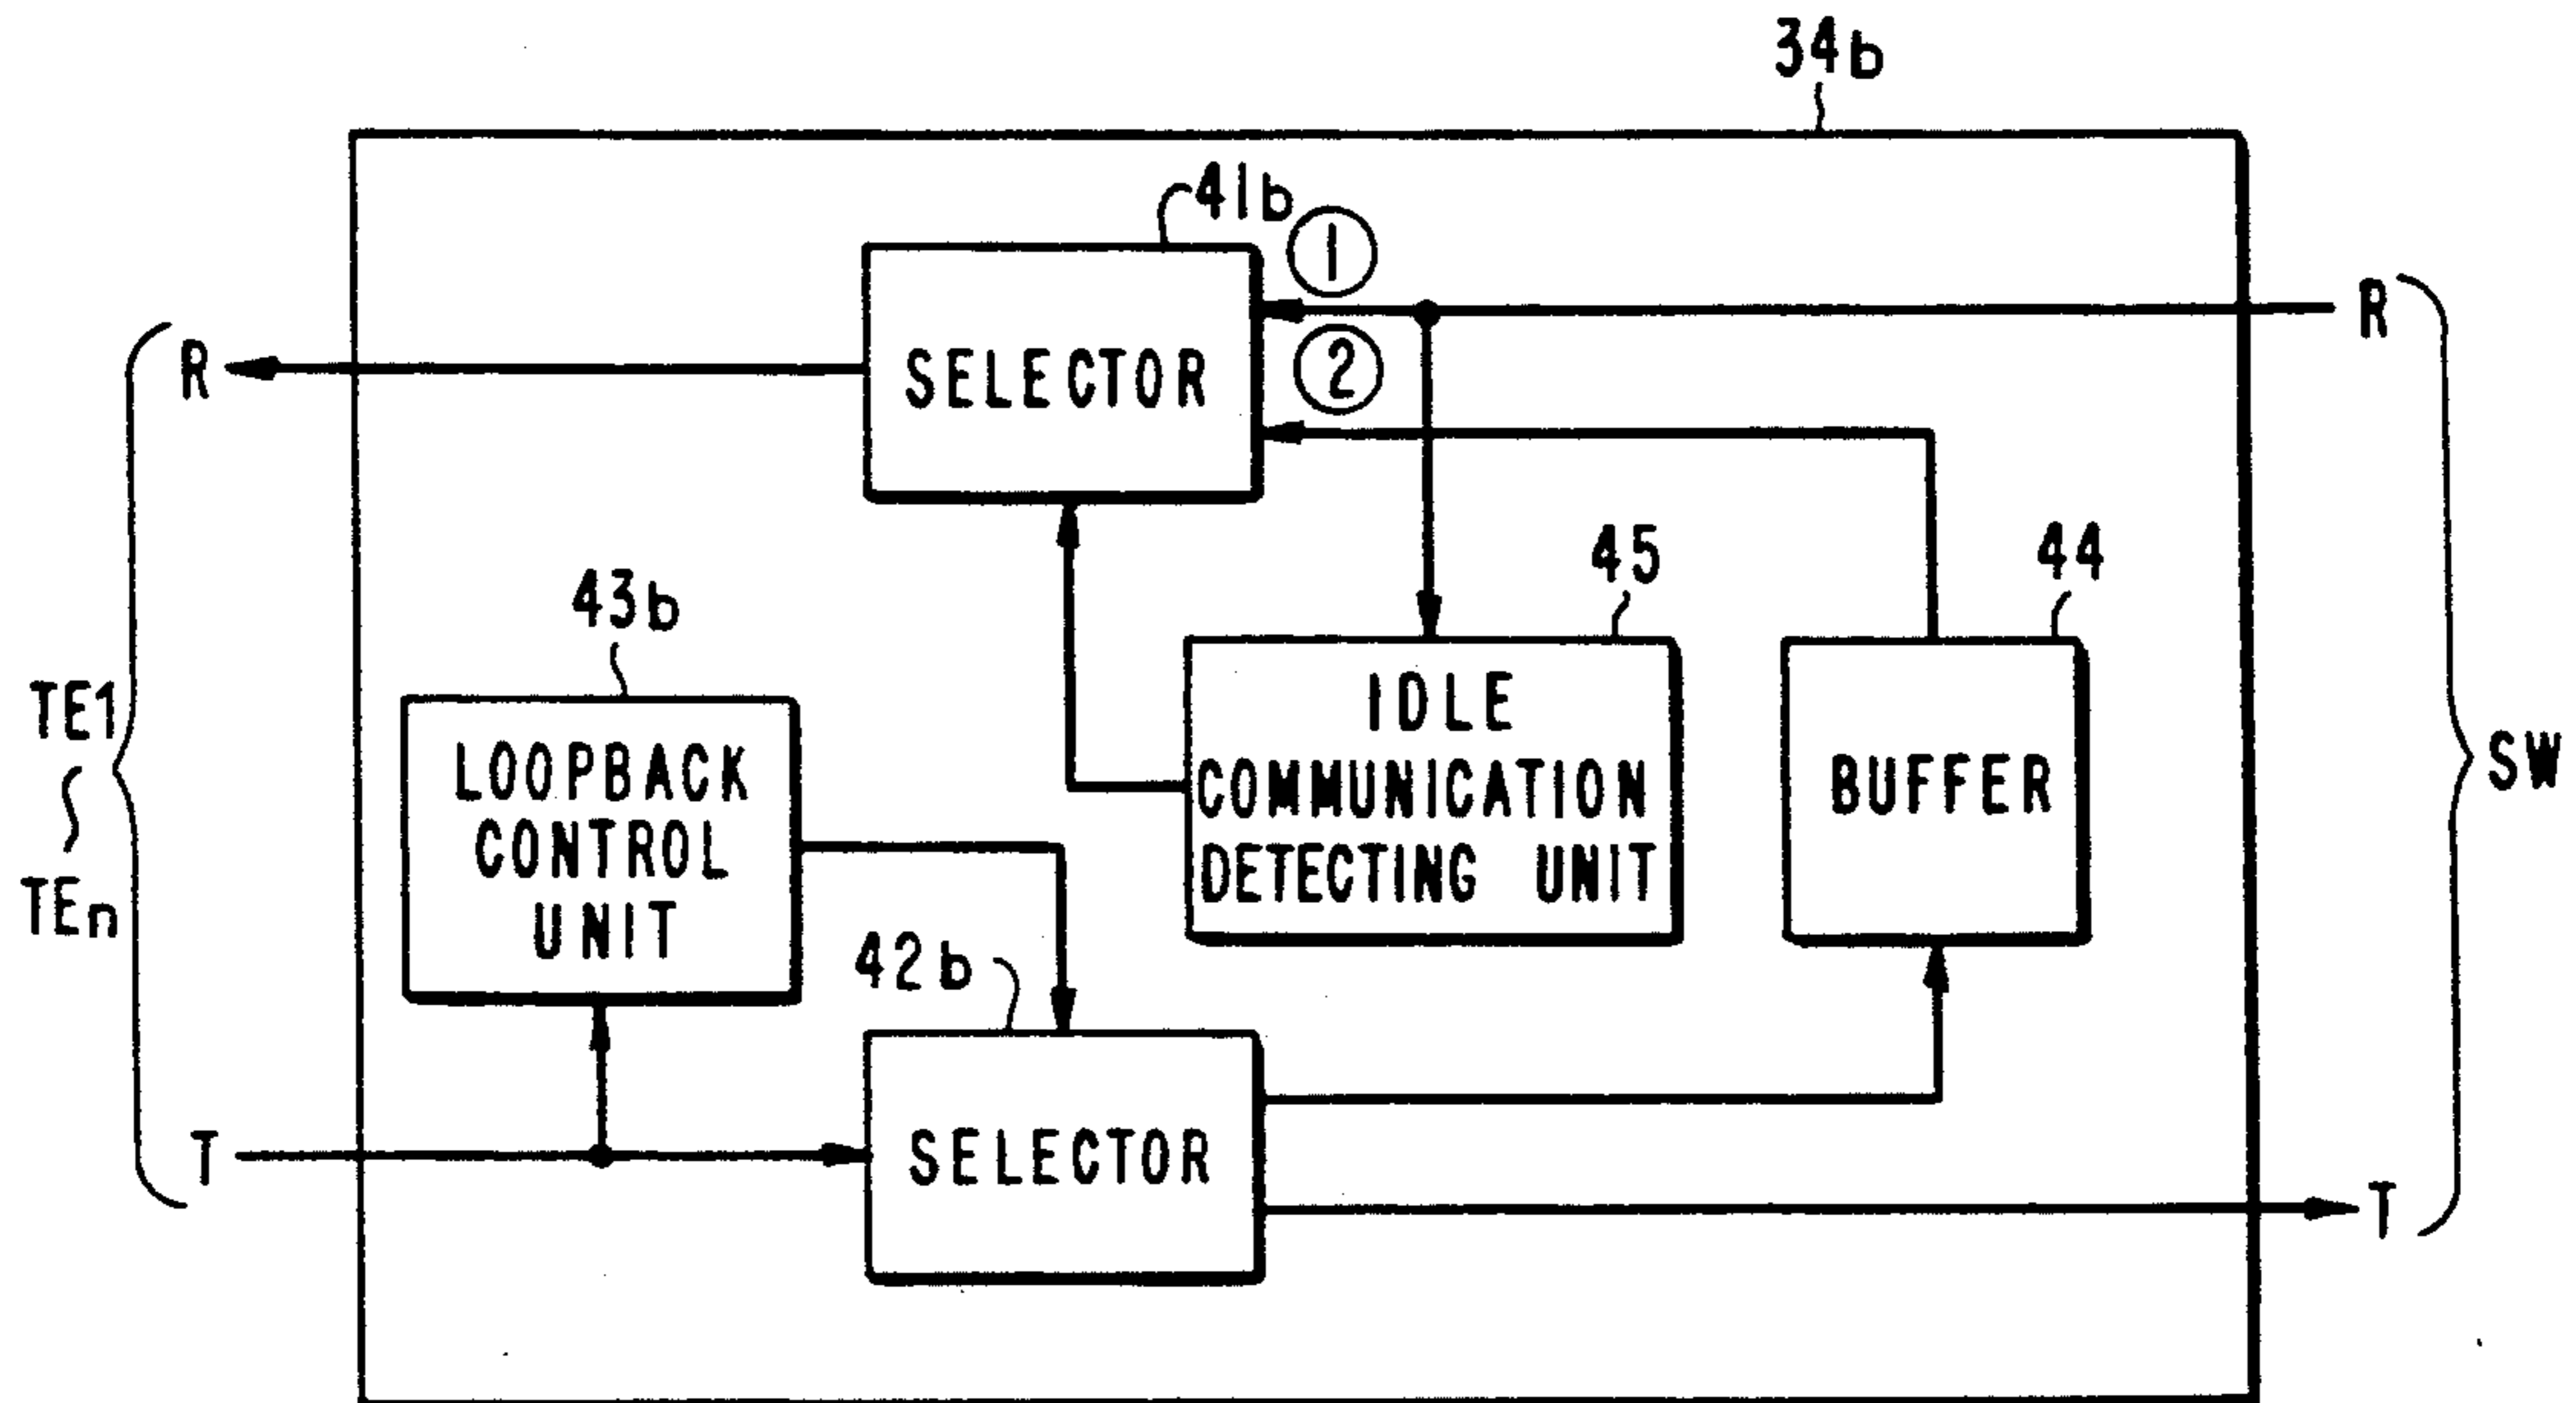 34b
41b
①
R
R
SELECTOR
②
45
44
43b
IDLE
COMMUNICATION
DETECTING UNIT
BUFFER
TE1
TEn
LOOPBACK
CONTROL
UNIT
SW
42b
T
SELECTOR
T